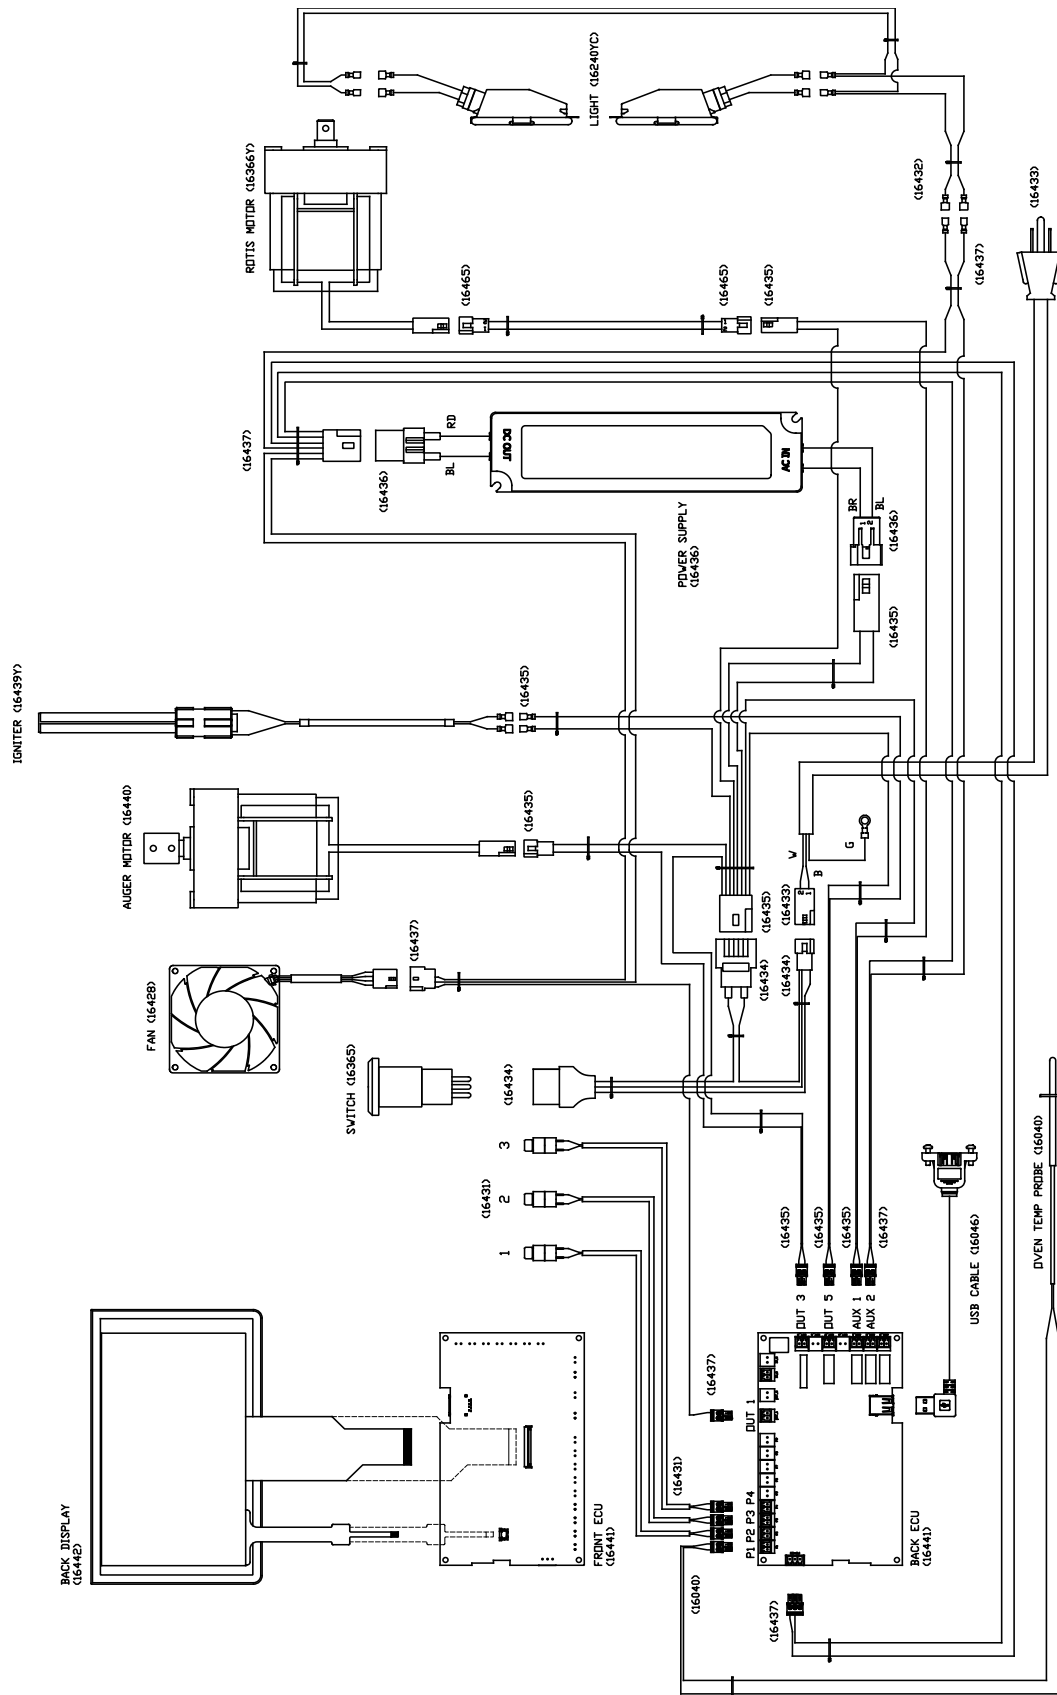 LIGHT (16240YC)
ROTIS MOTOR (16366Y)
(16432)
(16433)
(16437)
(16465)
(16465)
(16435)
(16437)
(16436)
RD
BL
DC OUT
AC IN
POWER SUPPLY
(16436)
BR
BL
(16436)
(16435)
IGNITER (16439Y)
(16435)
AUGER MOTOR (16440)
(16435)
W
G
B
(16433)
(16435)
(16434)
(16434)
FAN (16428)
(16437)
SWITCH (16365)
(16434)
3
2
1
(16431)
(16435)
(16435)
(16435)
(16437)
OUT 3
OUT 5
AUX 1
AUX 2
USB CABLE (16046)
OVEN TEMP PROBE (16040)
(16437)
OUT 1
(16431)
P1 P2 P3 P4
(16040)
BACK DISPLAY
(16442)
FRONT ECU
(16441)
BACK ECU
(16441)
(16437)